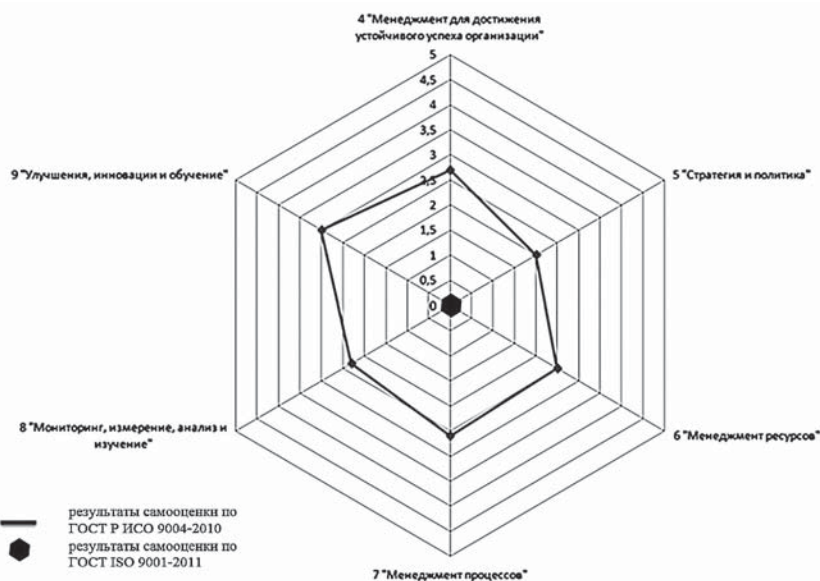 4 "Менеджмент для достижения
устойчивого успеха организации"
5
4,5
4
3,5
3
2,5
2
1,5
1
0,5
0
9 "Улучшения, инновации и обучение"
5 "Стратегия и политика"
8 "Мониторинг, измерение, анализ и
изучение"
6 "Менеджмент ресурсов"
7 "Менеджмент процессов"
результаты самооценки по
ГОСТ Р ИСО 9004-2010
результаты самооценки по
ГОСТ ISO 9001-2011